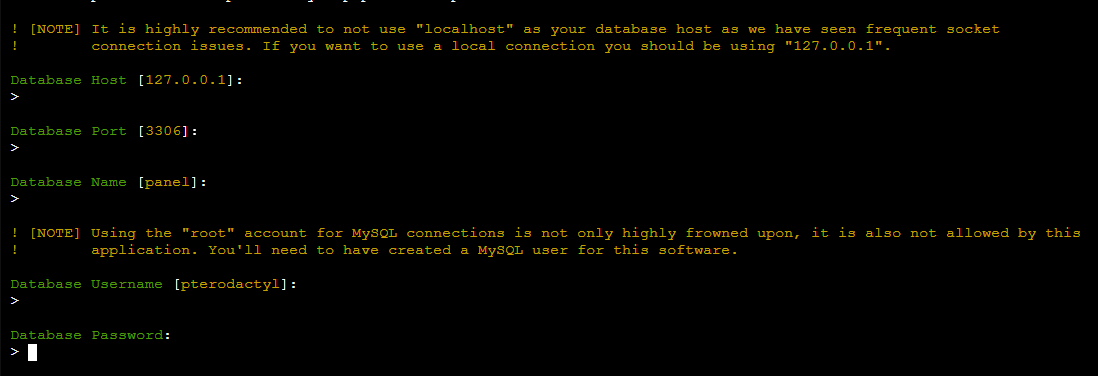 ! [NOTE] It is highly recommended to not use "localhost" as your database host as we have seen frequent socket
!        connection issues. If you want to use a local connection you should be using "127.0.0.1".
Database Host [127.0.0.1]:
>
Database Port [3306]:
>
Database Name [panel]:
>
! [NOTE] Using the "root" account for MySQL connections is not only highly frowned upon, it is also not allowed by this
!        application. You'll need to have created a MySQL user for this software.
Database Username [pterodactyl]:
>
Database Password:
>